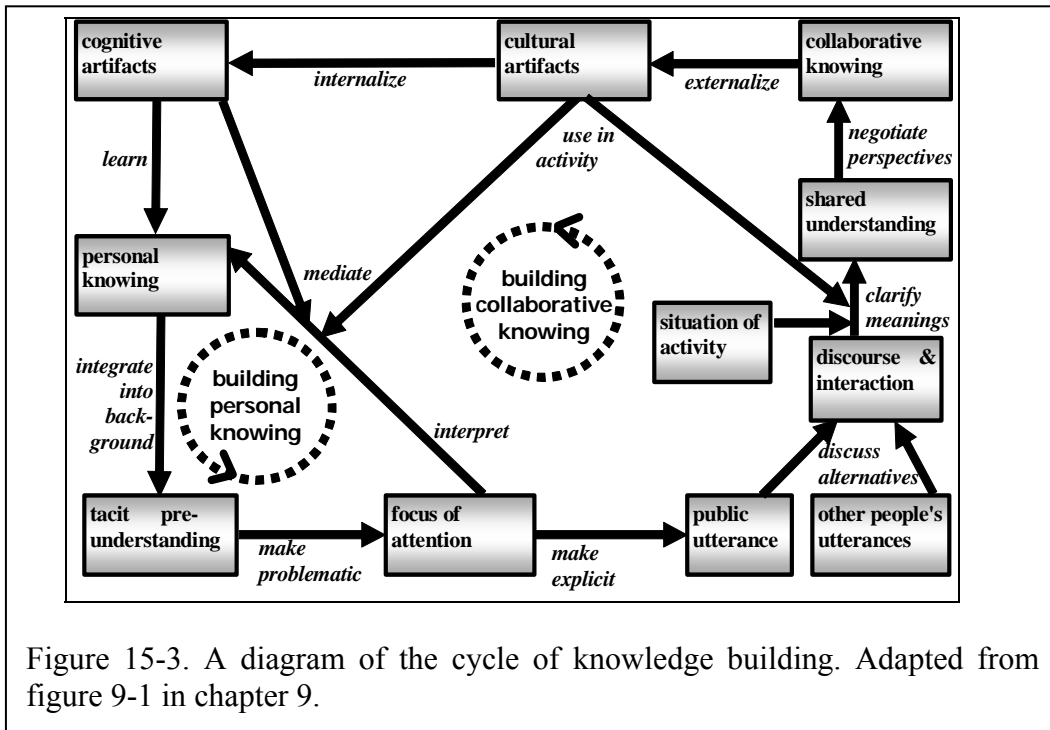 cognitive
artifacts
internalize
cultural
artifacts
externalize
collaborative
knowing
learn
use in
activity
negotiate
perspectives
shared
understanding
personal
knowing
mediate
building
collaborative
knowing
clarify
meanings
situation of
activity
discourse &
interaction
integrate
into
back-
ground
building
personal
knowing
interpret
discuss
alternatives
tacit pre-
understanding
make
problematic
focus of
attention
make
explicit
public
utterance
other people's
utterances
Figure 15-3. A diagram of the cycle of knowledge building. Adapted from
figure 9-1 in chapter 9.